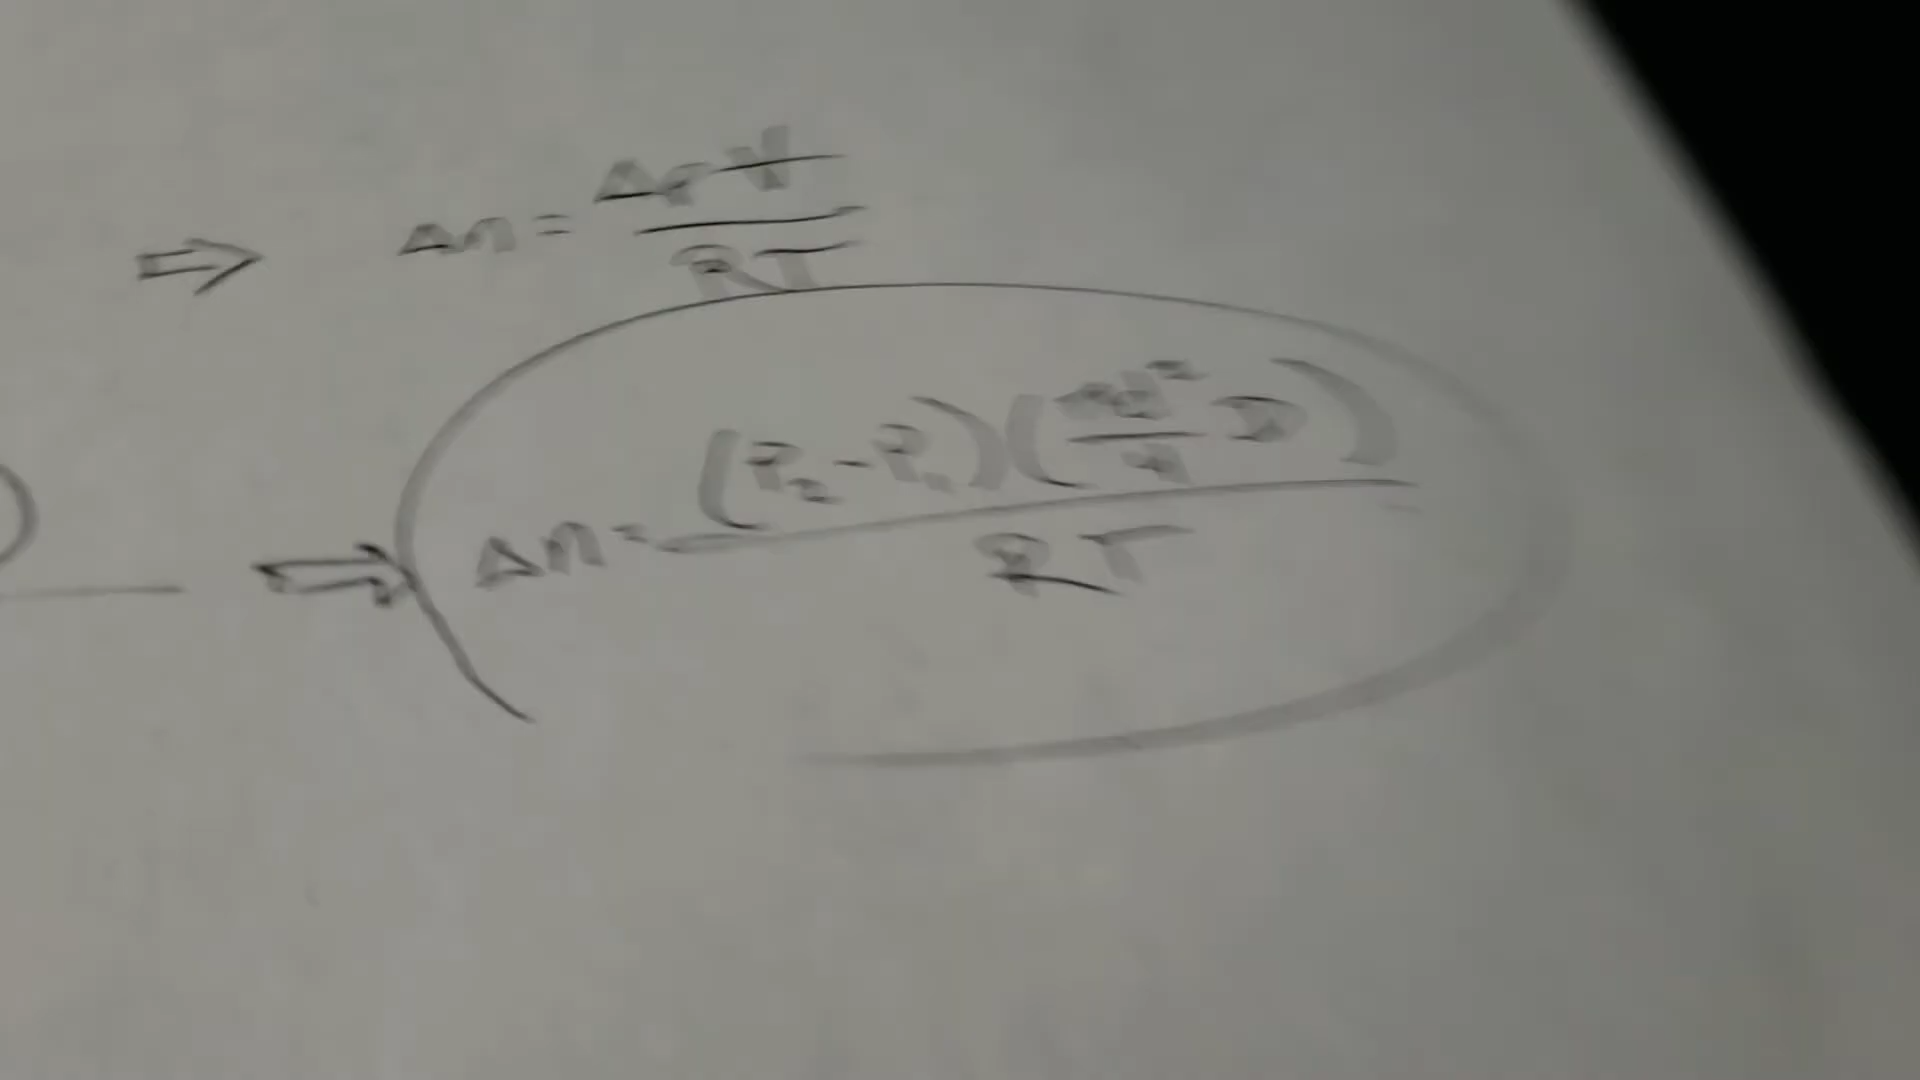 ⇒ Δn = ΔPV / RT
⇒ Δn = (P₂ - P₁)(πd²/4 D) / RT